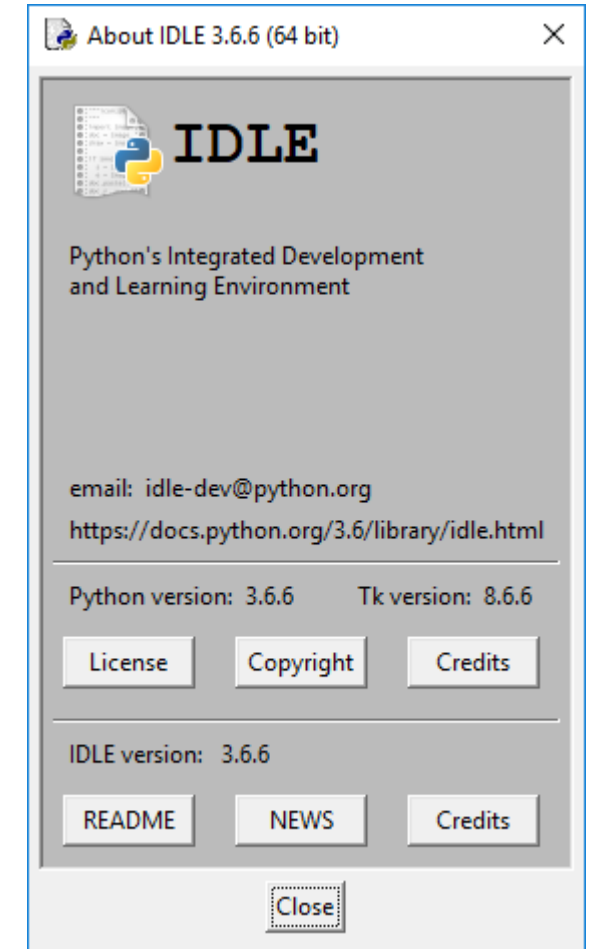 About IDLE 3.6.6 (64 bit)
IDLE
Python's Integrated Development
and Learning Environment
email: idle-dev@python.org
https://docs.python.org/3.6/library/idle.html
Python version: 3.6.6 Tk version: 8.6.6
License Copyright Credits
IDLE version: 3.6.6
README NEWS Credits
Close